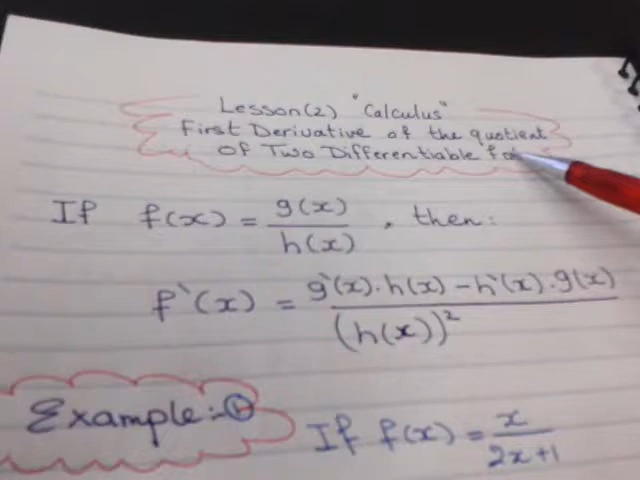 Lesson(2) "Calculus"
First Derivative of the quotient
Of Two Differentiable
If f(x) = g(x)/h(x) , then:
f`(x) = g`(x).h(x) - h`(x).g(x)/(h(x))²
Example:- ①
If f(x) = x/2x+1